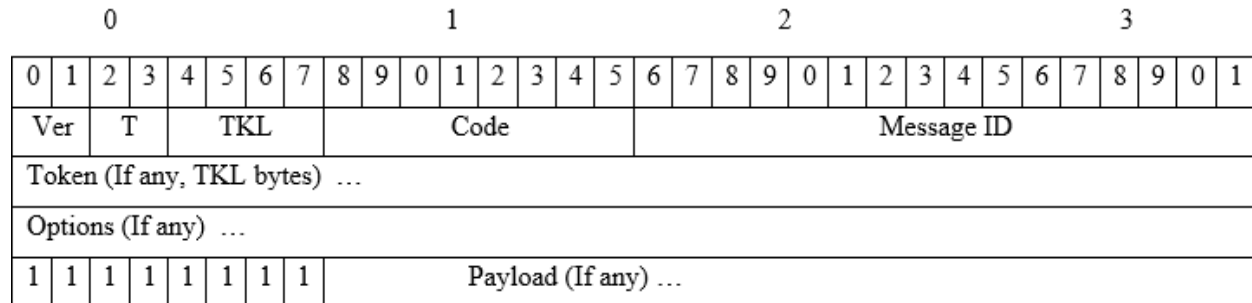 0 1 2 3
0 1 2 3 4 5 6 7 8 9 0 1 2 3 4 5 6 7 8 9 0 1 2 3 4 5 6 7 8 9 0 1
Ver T TKL Code Message ID
Token (If any, TKL bytes) …
Options (If any) …
1 1 1 1 1 1 1 1 Payload (If any) …